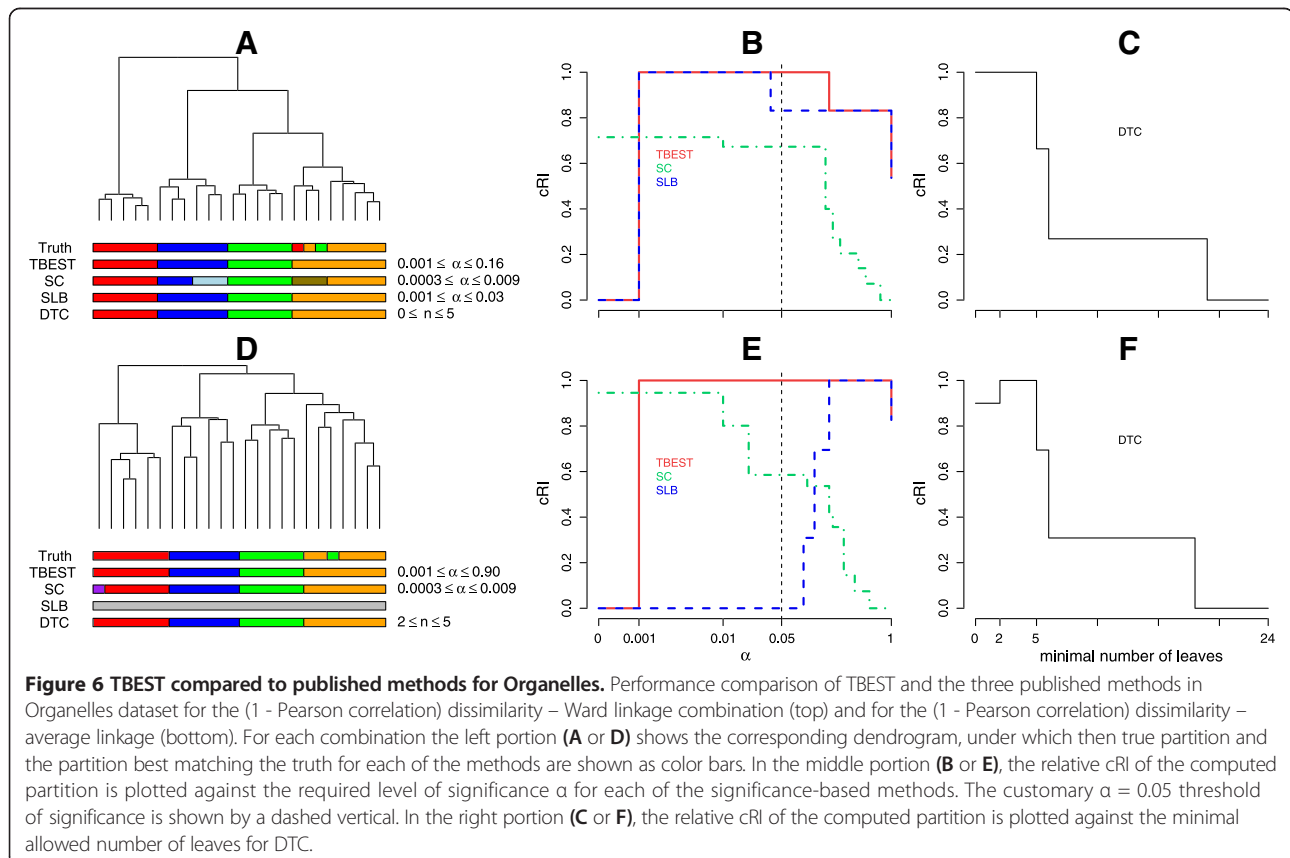 A
B
C
Truth
TBEST
0.001 ≤ α ≤ 0.16
SC
0.0003 ≤ α ≤ 0.009
SLB
0.001 ≤ α ≤ 0.03
DTC
0 ≤ n ≤ 5
cRI
0.0 0.2 0.4 0.6 0.8 1.0
TBEST
SC
SLB
cRI
0.0 0.2 0.4 0.6 0.8 1.0
DTC
D
E
F
Truth
TBEST
0.001 ≤ α ≤ 0.90
SC
0.0003 ≤ α ≤ 0.009
SLB
DTC
2 ≤ n ≤ 5
cRI
0.0 0.2 0.4 0.6 0.8 1.0
TBEST
SC
SLB
0 0.001 0.01 0.05 1
α
cRI
0.0 0.2 0.4 0.6 0.8 1.0
DTC
0 2 5 24
minimal number of leaves
Figure 6 TBEST compared to published methods for Organelles. Performance comparison of TBEST and the three published methods in
Organelles dataset for the (1 - Pearson correlation) dissimilarity – Ward linkage combination (top) and for the (1 - Pearson correlation) dissimilarity –
average linkage (bottom). For each combination the left portion (A or D) shows the corresponding dendrogram, under which then true partition and
the partition best matching the truth for each of the methods are shown as color bars. In the middle portion (B or E), the relative cRI of the computed
partition is plotted against the required level of significance α for each of the significance-based methods. The customary α = 0.05 threshold
of significance is shown by a dashed vertical. In the right portion (C or F), the relative cRI of the computed partition is plotted against the minimal
allowed number of leaves for DTC.